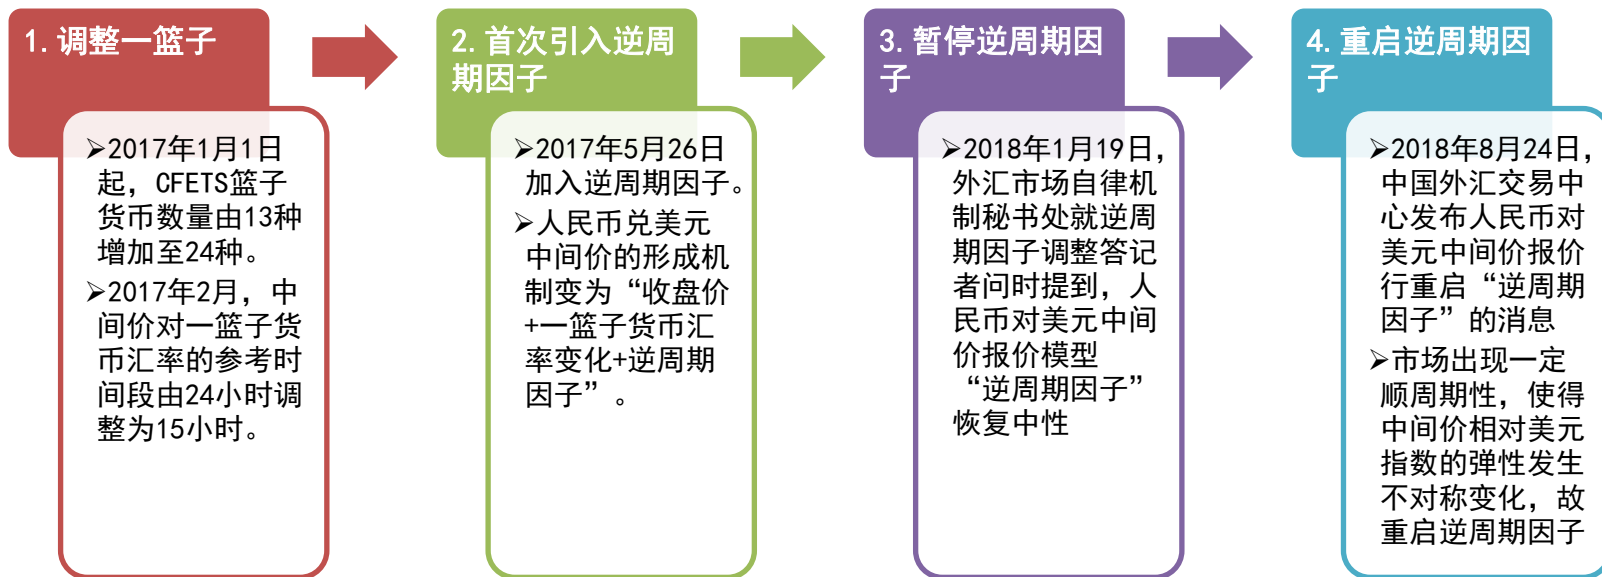 1. 调整一篮子
➢2017年1月1日
起，CFETS篮子
货币数量由13种
增加至24种。
➢2017年2月，中
间价对一篮子货
币汇率的参考时
间段由24小时调
整为15小时。
2. 首次引入逆周
期因子
➢2017年5月26日
加入逆周期因子。
➢人民币兑美元
中间价的形成机
制变为“收盘价
+一篮子货币汇
率变化+逆周期
因子”。
3. 暂停逆周期因
子
➢2018年1月19日，
外汇市场自律机
制秘书处就逆周
期因子调整答记
者问时提到，人
民币对美元中间
价报价模型
“逆周期因子”
恢复中性
4. 重启逆周期因
子
➢2018年8月24日，
中国外汇交易中
心发布人民币对
美元中间价报价
行重启“逆周期
因子”的消息
➢市场出现一定
顺周期性，使得
中间价相对美元
指数的弹性发生
不对称变化，故
重启逆周期因子